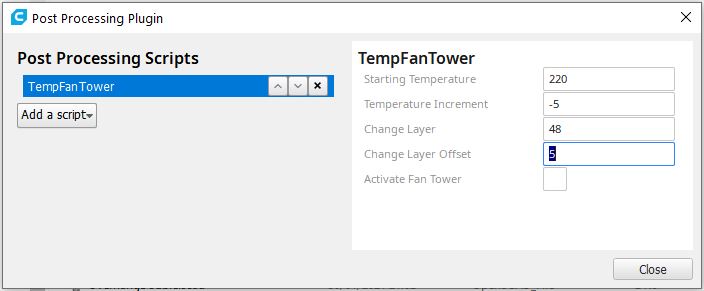 Post Processing Plugin
Post Processing Scripts
TempFanTower
Add a script
TempFanTower
Starting Temperature 220
Temperature Increment -5
Change Layer 48
Change Layer Offset 5
Activate Fan Tower
Close